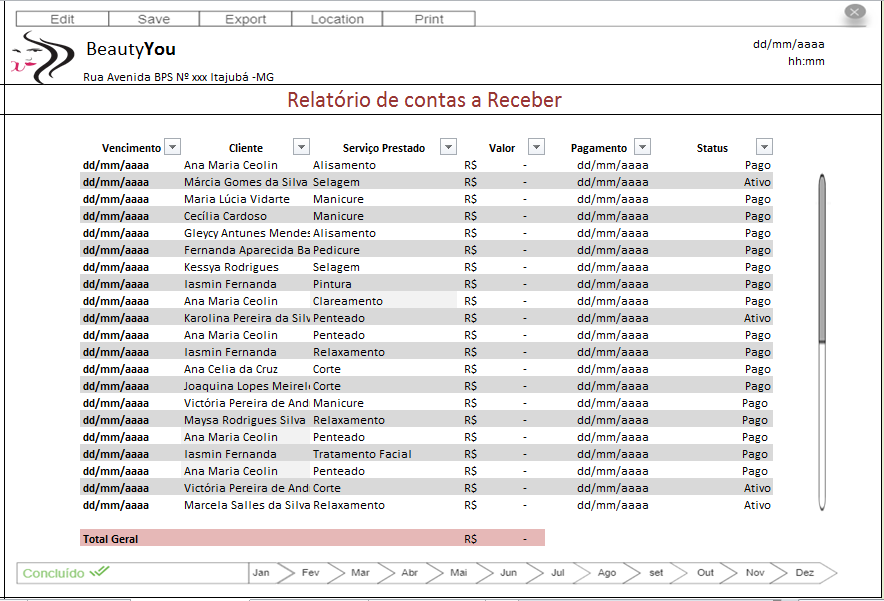 Edit Save Export Location Print
BeautyYou
dd/mm/aaaa
hh:mm
Rua Avenida BPS Nº xxx Itajubá -MG
Relatório de contas a Receber
Vencimento Cliente Serviço Prestado Valor Pagamento Status
dd/mm/aaaa Ana Maria Ceolin Alisamento R$ - dd/mm/aaaa Pago
dd/mm/aaaa Márcia Gomes da Silva Selagem R$ - dd/mm/aaaa Ativo
dd/mm/aaaa Maria Lúcia Vidarte Manicure R$ - dd/mm/aaaa Pago
dd/mm/aaaa Cecília Cardoso Manicure R$ - dd/mm/aaaa Pago
dd/mm/aaaa Gleycy Antunes Mendes Alisamento R$ - dd/mm/aaaa Pago
dd/mm/aaaa Fernanda Aparecida Ba Pedicure R$ - dd/mm/aaaa Pago
dd/mm/aaaa Kessya Rodrigues Selagem R$ - dd/mm/aaaa Pago
dd/mm/aaaa Iasmin Fernanda Pintura R$ - dd/mm/aaaa Pago
dd/mm/aaaa Ana Maria Ceolin Clareamento R$ - dd/mm/aaaa Pago
dd/mm/aaaa Karolina Pereira da Silv Penteado R$ - dd/mm/aaaa Ativo
dd/mm/aaaa Ana Maria Ceolin Penteado R$ - dd/mm/aaaa Pago
dd/mm/aaaa Iasmin Fernanda Relaxamento R$ - dd/mm/aaaa Pago
dd/mm/aaaa Ana Celia da Cruz Corte R$ - dd/mm/aaaa Pago
dd/mm/aaaa Joaquina Lopes Meirel Corte R$ - dd/mm/aaaa Pago
dd/mm/aaaa Victória Pereira de And Manicure R$ - dd/mm/aaaa Pago
dd/mm/aaaa Maysa Rodrigues Silva Relaxamento R$ - dd/mm/aaaa Pago
dd/mm/aaaa Ana Maria Ceolin Penteado R$ - dd/mm/aaaa Pago
dd/mm/aaaa Iasmin Fernanda Tratamento Facial R$ - dd/mm/aaaa Pago
dd/mm/aaaa Ana Maria Ceolin Penteado R$ - dd/mm/aaaa Pago
dd/mm/aaaa Victória Pereira de And Corte R$ - dd/mm/aaaa Ativo
dd/mm/aaaa Marcela Salles da Silva Relaxamento R$ - dd/mm/aaaa Ativo
Total Geral R$ -
Concluído Jan Fev Mar Abr Mai Jun Jul Ago set Out Nov Dez